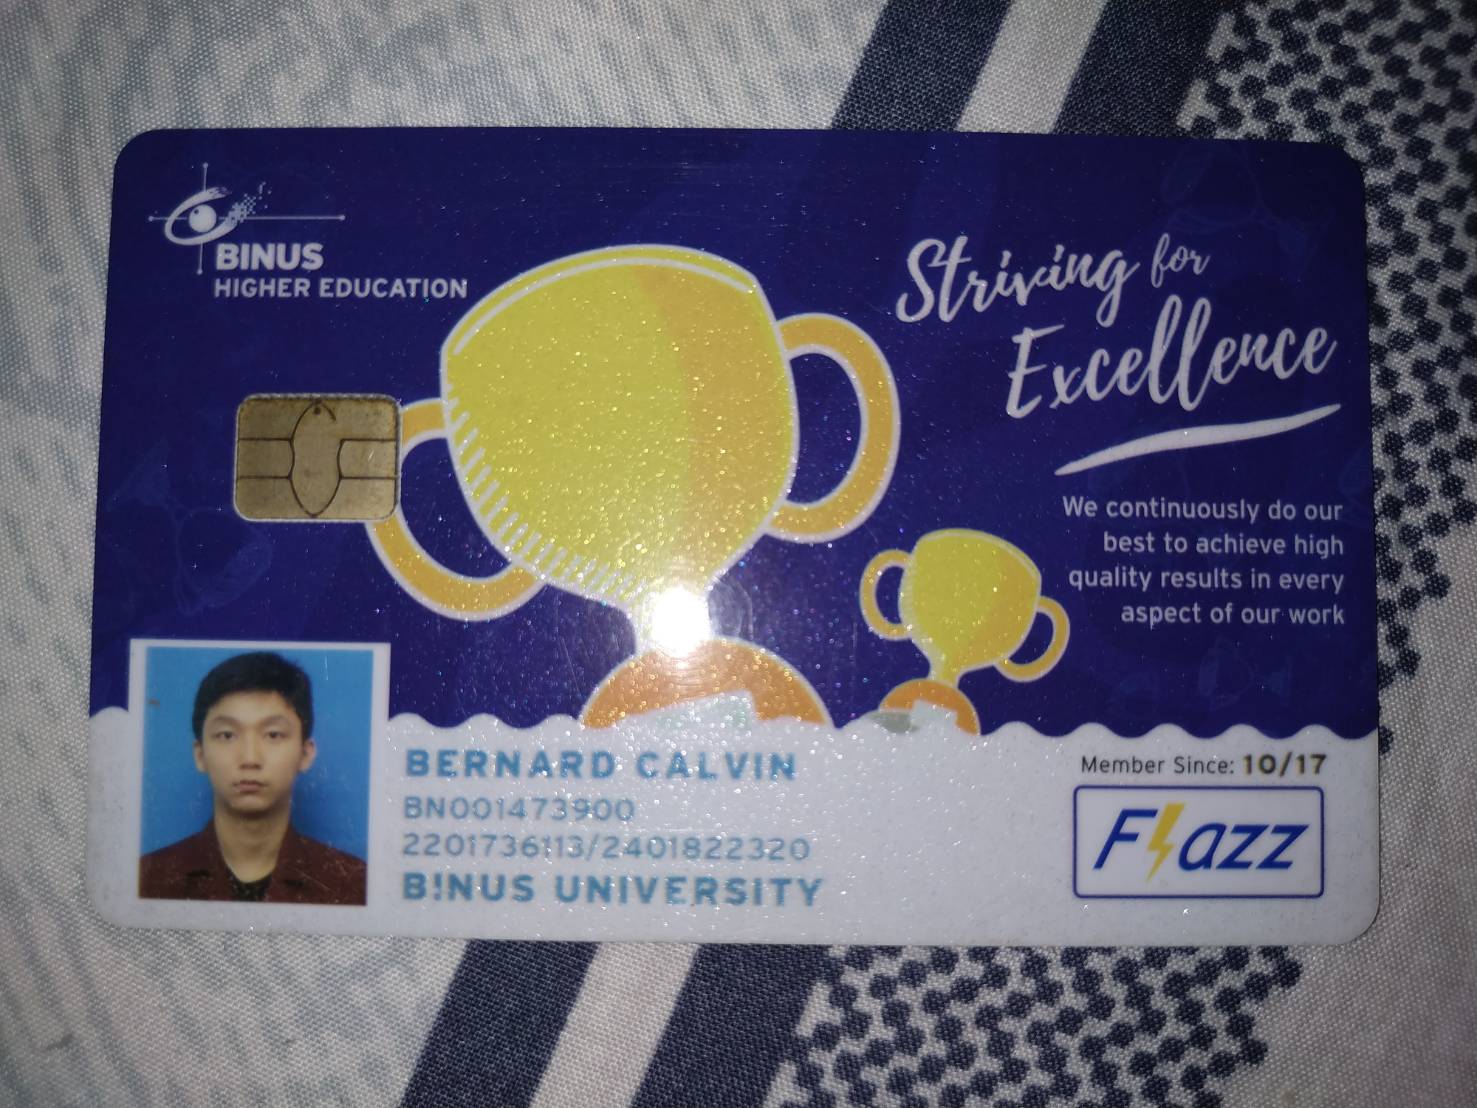 BINUS
HIGHER EDUCATION
Striving for
Excellence
We continuously do our
best to achieve high
quality results in every
aspect of our work
BERNARD CALVIN
BN001473900
2201736113/2401822320
B!NUS UNIVERSITY
Member Since: 10/17
Flazz